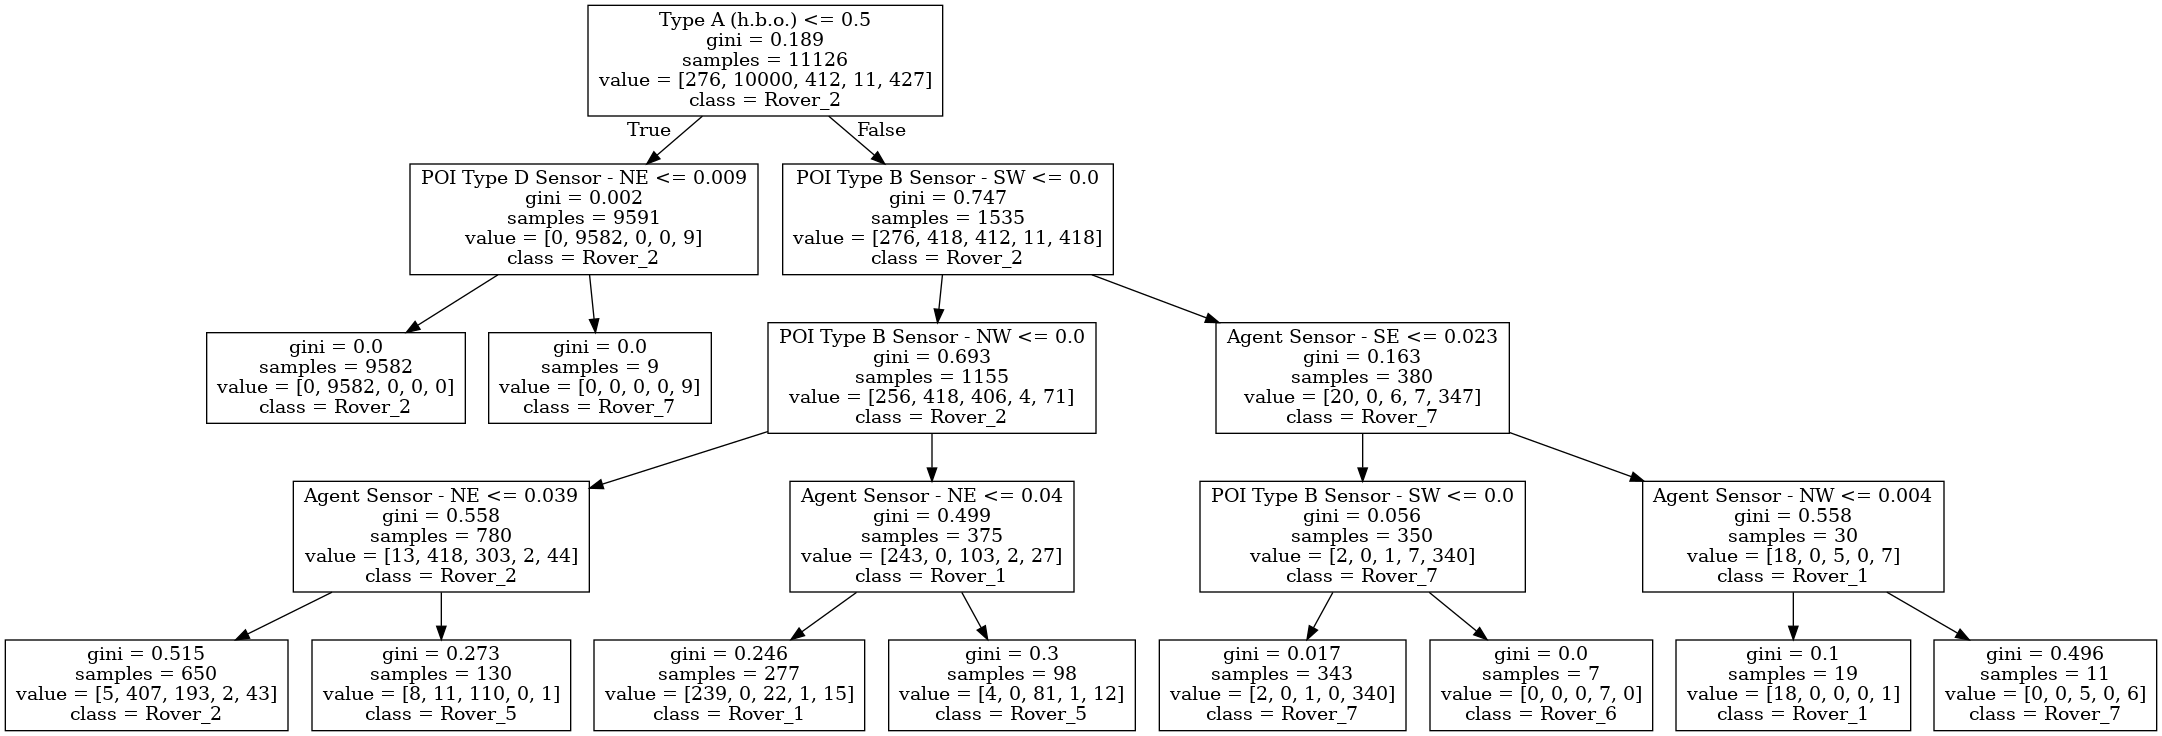 Type A (h.b.o.) <= 0.5
gini = 0.189
samples = 11126
value = [276, 10000, 412, 11, 427]
class = Rover_2
True
False
POI Type D Sensor - NE <= 0.009
gini = 0.002
samples = 9591
value = [0, 9582, 0, 0, 9]
class = Rover_2
POI Type B Sensor - SW <= 0.0
gini = 0.747
samples = 1535
value = [276, 418, 412, 11, 418]
class = Rover_2
gini = 0.0
samples = 9582
value = [0, 9582, 0, 0, 0]
class = Rover_2
gini = 0.0
samples = 9
value = [0, 0, 0, 0, 9]
class = Rover_7
POI Type B Sensor - NW <= 0.0
gini = 0.693
samples = 1155
value = [256, 418, 406, 4, 71]
class = Rover_2
Agent Sensor - SE <= 0.023
gini = 0.163
samples = 380
value = [20, 0, 6, 7, 347]
class = Rover_7
Agent Sensor - NE <= 0.039
gini = 0.558
samples = 780
value = [13, 418, 303, 2, 44]
class = Rover_2
Agent Sensor - NE <= 0.04
gini = 0.499
samples = 375
value = [243, 0, 103, 2, 27]
class = Rover_1
POI Type B Sensor - SW <= 0.0
gini = 0.056
samples = 350
value = [2, 0, 1, 7, 340]
class = Rover_7
Agent Sensor - NW <= 0.004
gini = 0.558
samples = 30
value = [18, 0, 5, 0, 7]
class = Rover_1
gini = 0.515
samples = 650
value = [5, 407, 193, 2, 43]
class = Rover_2
gini = 0.273
samples = 130
value = [8, 11, 110, 0, 1]
class = Rover_5
gini = 0.246
samples = 277
value = [239, 0, 22, 1, 15]
class = Rover_1
gini = 0.3
samples = 98
value = [4, 0, 81, 1, 12]
class = Rover_5
gini = 0.017
samples = 343
value = [2, 0, 1, 0, 340]
class = Rover_7
gini = 0.0
samples = 7
value = [0, 0, 0, 7, 0]
class = Rover_6
gini = 0.1
samples = 19
value = [18, 0, 0, 0, 1]
class = Rover_1
gini = 0.496
samples = 11
value = [0, 0, 5, 0, 6]
class = Rover_7